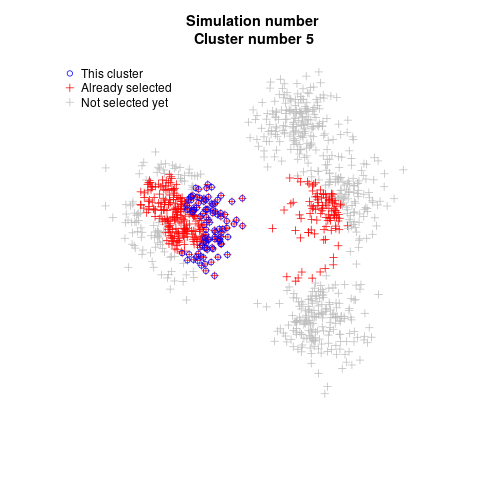 Simulation number
Cluster number 5
This cluster
Already selected
Not selected yet